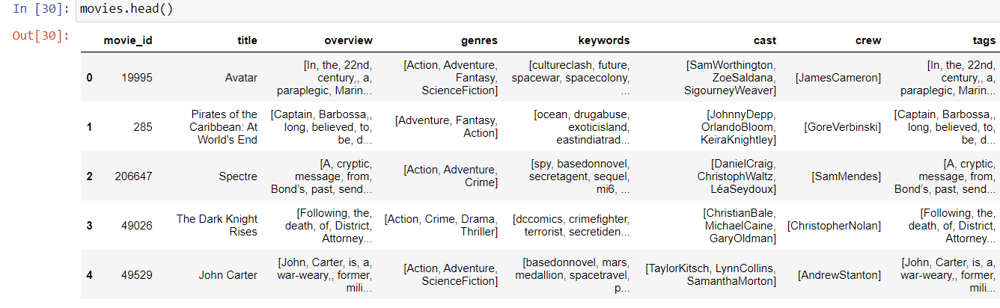 In [30]: movies.head()
Out[30]:
movie_id title overview genres keywords cast crew tags
[In, the, 22nd, [Action, Adventure, [cultureclash, future, [SamWorthington, [In, the, 22nd,
0 19995 Avatar century,, a, Fantasy, spacewar, spacecolony, ZoeSaldana, [JamesCameron] century,, a,
paraplegic, Marin... ScienceFiction] ... SigourneyWeaver] paraplegic, Marin...
Pirates of the [Captain, Barbossa,, [ocean, drugabuse, [JohnnyDepp, [Captain, Barbossa,,
1 285 Caribbean: At long, believed, to, [Adventure, Fantasy, exoticisland, OrlandoBloom, [GoreVerbinski] long, believed, to,
World's End be, d... Action] eastindiatrad... KeiraKnightley] be, d...
[A, cryptic, [spy, basedonnovel, [DanielCraig, [A, cryptic,
2 206647 Spectre message, from, [Action, Adventure, secretagent, sequel, ChristophWaltz, [SamMendes] message, from,
Bond’s, past, send... Crime] mi6, ... LéaSeydoux] Bond’s, past, send...
[Following, the, [ChristianBale, [Following, the,
3 49026 The Dark Knight death, of, District, [Action, Crime, Drama, [dccomics, crimefighter, MichaelCaine, [ChristopherNolan] death, of, District,
Rises Attorney... Thriller] terrorist, secretiden... GaryOldman] Attorney...
[John, Carter, is, a, [basedonnovel, mars, [John, Carter, is, a,
4 49529 John Carter war-weary,, former, [Action, Adventure, medallion, spacetravel, [TaylorKitsch, LynnCollins, [AndrewStanton] war-weary,, former,
mili... ScienceFiction] p... SamanthaMorton] mili...